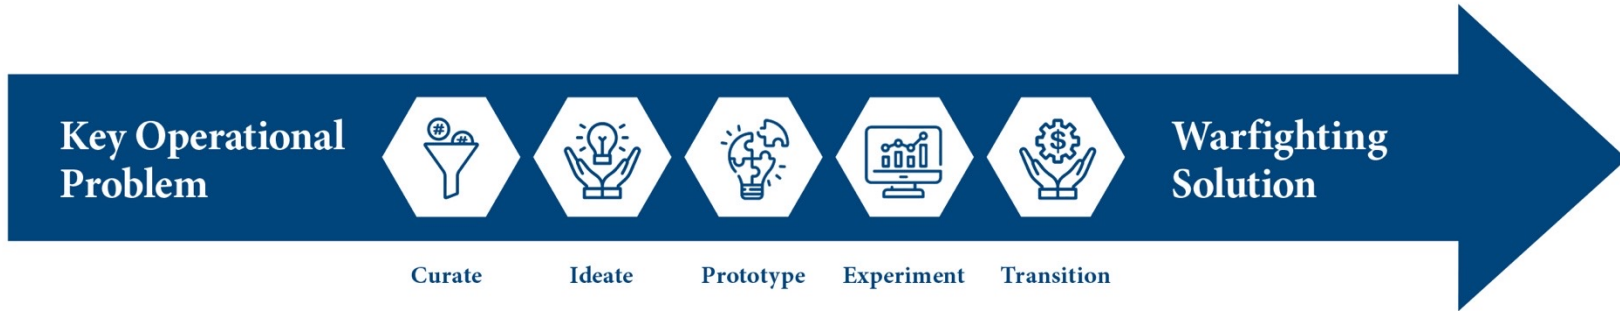 Key Operational
Problem
#
#
$
Warfighting
Solution
Curate
Ideate
Prototype
Experiment
Transition